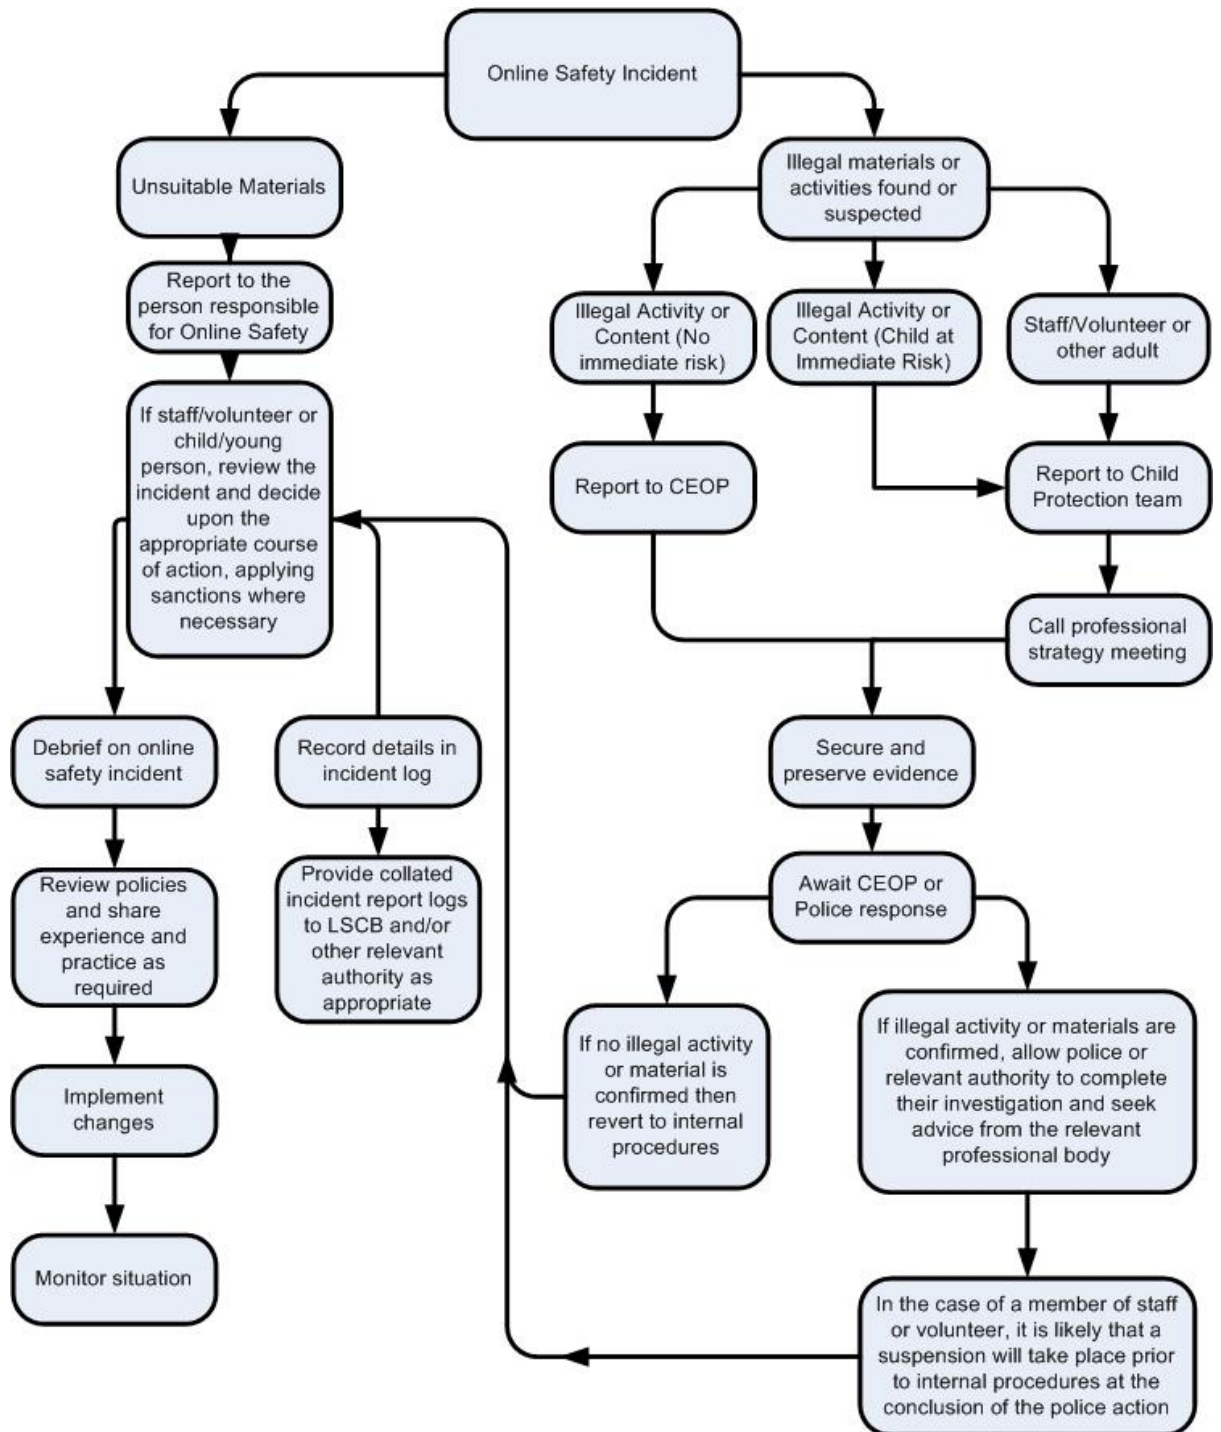 Online Safety Incident
Unsuitable Materials
Illegal materials or
activities found or
suspected
Report to the
person responsible
for Online Safety
Illegal Activity or
Content (No
immediate risk)
Illegal Activity or
Content (Child at
Immediate Risk)
Staff/Volunteer or
other adult
If staff/volunteer or
child/young
person, review the
incident and decide
upon the
appropriate course
of action, applying
sanctions where
necessary
Report to CEOP
Report to Child
Protection team
Call professional
strategy meeting
Debrief on online
safety incident
Record details in
incident log
Secure and
preserve evidence
Review policies
and share
experience and
practice as
required
Provide collated
incident report logs
to LSCB and/or
other relevant
authority as
appropriate
Await CEOP or
Police response
If no illegal activity
or material is
confirmed then
revert to internal
procedures
If illegal activity or materials are
confirmed, allow police or
relevant authority to complete
their investigation and seek
advice from the relevant
professional body
Implement
changes
Monitor situation
In the case of a member of staff
or volunteer, it is likely that a
suspension will take place prior
to internal procedures at the
conclusion of the police action